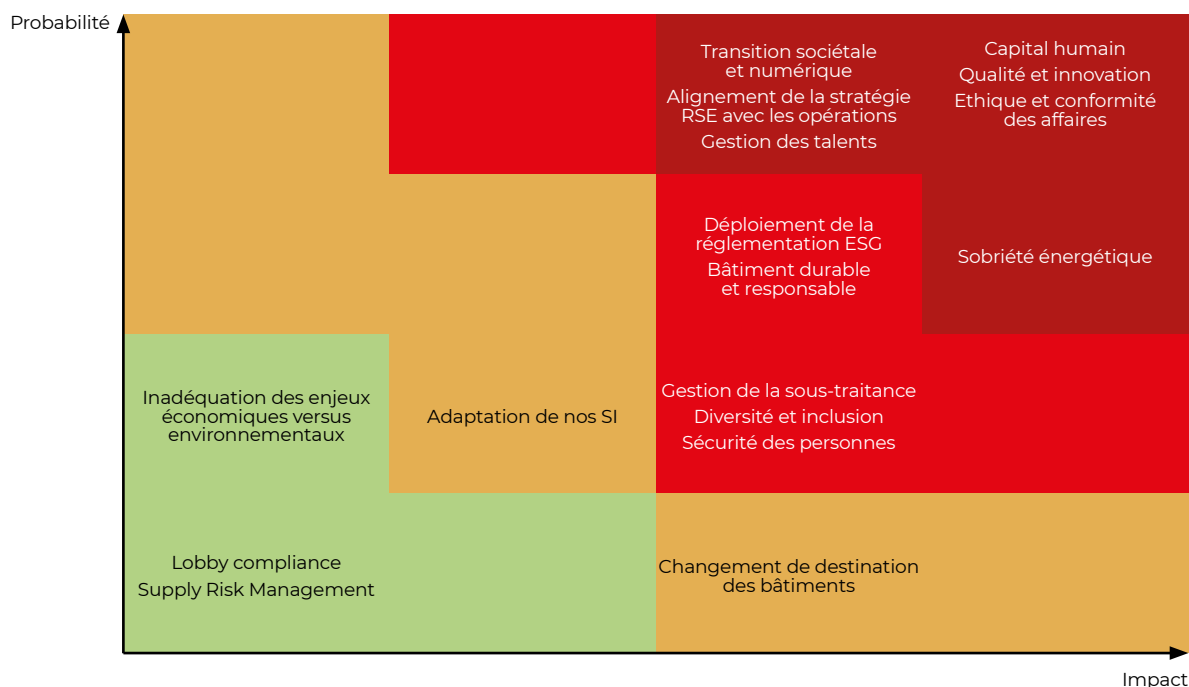 Probabilité
Transition sociétale
et numérique
Alignement de la stratégie
RSE avec les opérations
Gestion des talents
Capital humain
Qualité et innovation
Ethique et conformité
des affaires
Déploiement de la
réglementation ESG
Bâtiment durable
et responsable
Sobriété énergétique
Inadéquation des enjeux
économiques versus
environnementaux
Adaptation de nos SI
Gestion de la sous-traitance
Diversité et inclusion
Sécurité des personnes
Lobby compliance
Supply Risk Management
Changement de destination
des bâtiments
Impact